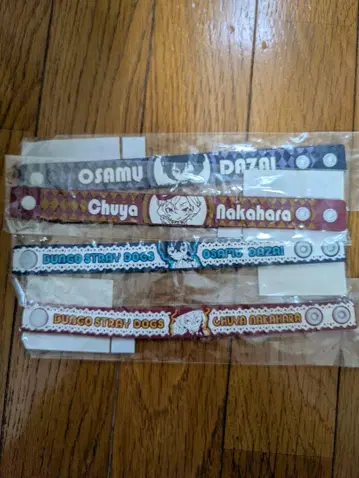 OSAMU DAZAI
Chuya Nakahara
BUNGO STRAY DOGS OSAMU DAZAI
BUNGO STRAY DOGS CHUYA NAKAHARA